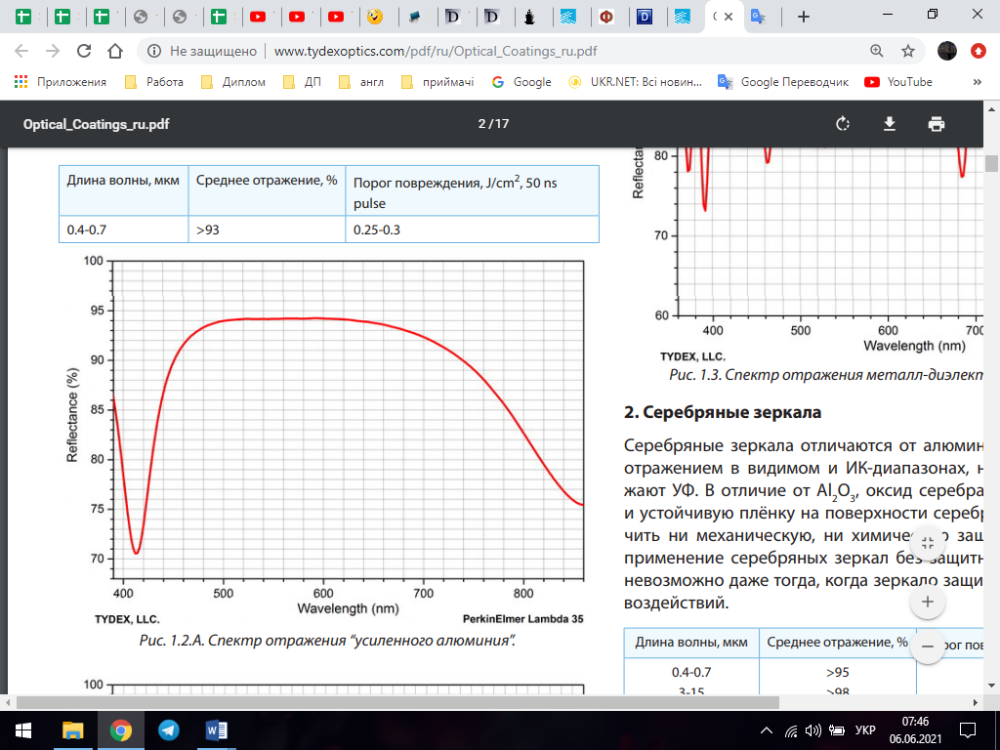 Не защищено
www.tydexoptics.com/pdf/ru/Optical_Coatings_ru.pdf
Приложения
Работа
Диплом
ДП
англ
приймачі
Google
UKR.NET: Всі новин...
Google Переводчик
YouTube
»
Optical_Coatings_ru.pdf
2 / 17
Длина волны, мкм
Среднее отражение, %
Порог повреждения, J/cm², 50 ns
pulse
0.4-0.7
>93
0.25-0.3
100
95
90
85
80
75
70
Reflectance (%)
400
500
600
700
800
Wavelength (nm)
TYDEX, LLC.
PerkinElmer Lambda 35
Рис. 1.2.А. Спектр отражения “усиленного алюминия”.
100
80
70
60
Reflectan
400
500
600
700
Wavelength (nm)
TYDEX, LLC.
Рис. 1.3. Спектр отражения металл-диэлект
2. Серебряные зеркала
Серебряные зеркала отличаются от алюмин
отражением в видимом и ИК-диапазонах, н
жают УФ. В отличие от Al₂O₃, оксид серебра
и устойчивую плёнку на поверхности серебр
чить ни механическую, ни химиче о защ
применение серебряных зеркал без защитн
невозможно даже тогда, когда зеркало защи
воздействий.
Длина волны, мкм
Среднее отражение, %
рог пов
0.4-0.7
>95
3-15
>98
УКР
07:46
06.06.2021